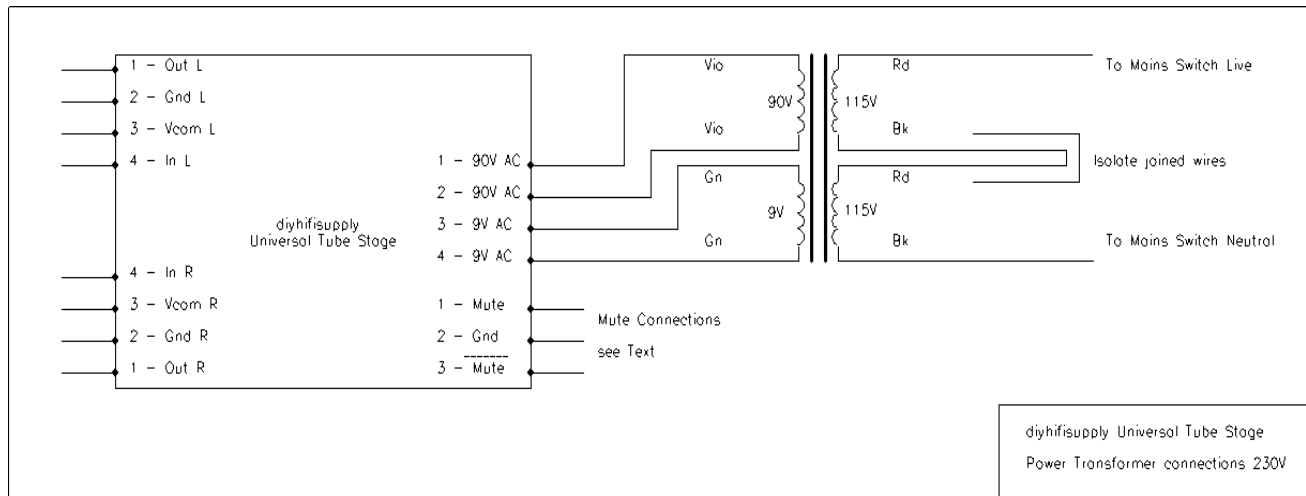 1 - Out L
2 - Gnd L
3 - Vcom L
4 - In L
diyhifisupply
Universal Tube Stage
4 - In R
3 - Vcom R
2 - Gnd R
1 - Out R
1 - 90V AC
2 - 90V AC
3 - 9V AC
4 - 9V AC
1 - Mute
2 - Gnd
3 - Mute
Mute Connections
see Text
Vio
90V
Vio
Gn
9V
Gn
Rd
115V
Bk
Rd
115V
Bk
To Mains Switch Live
Isolate joined wires
To Mains Switch Neutral
diyhifisupply Universal Tube Stage
Power Transformer connections 230V